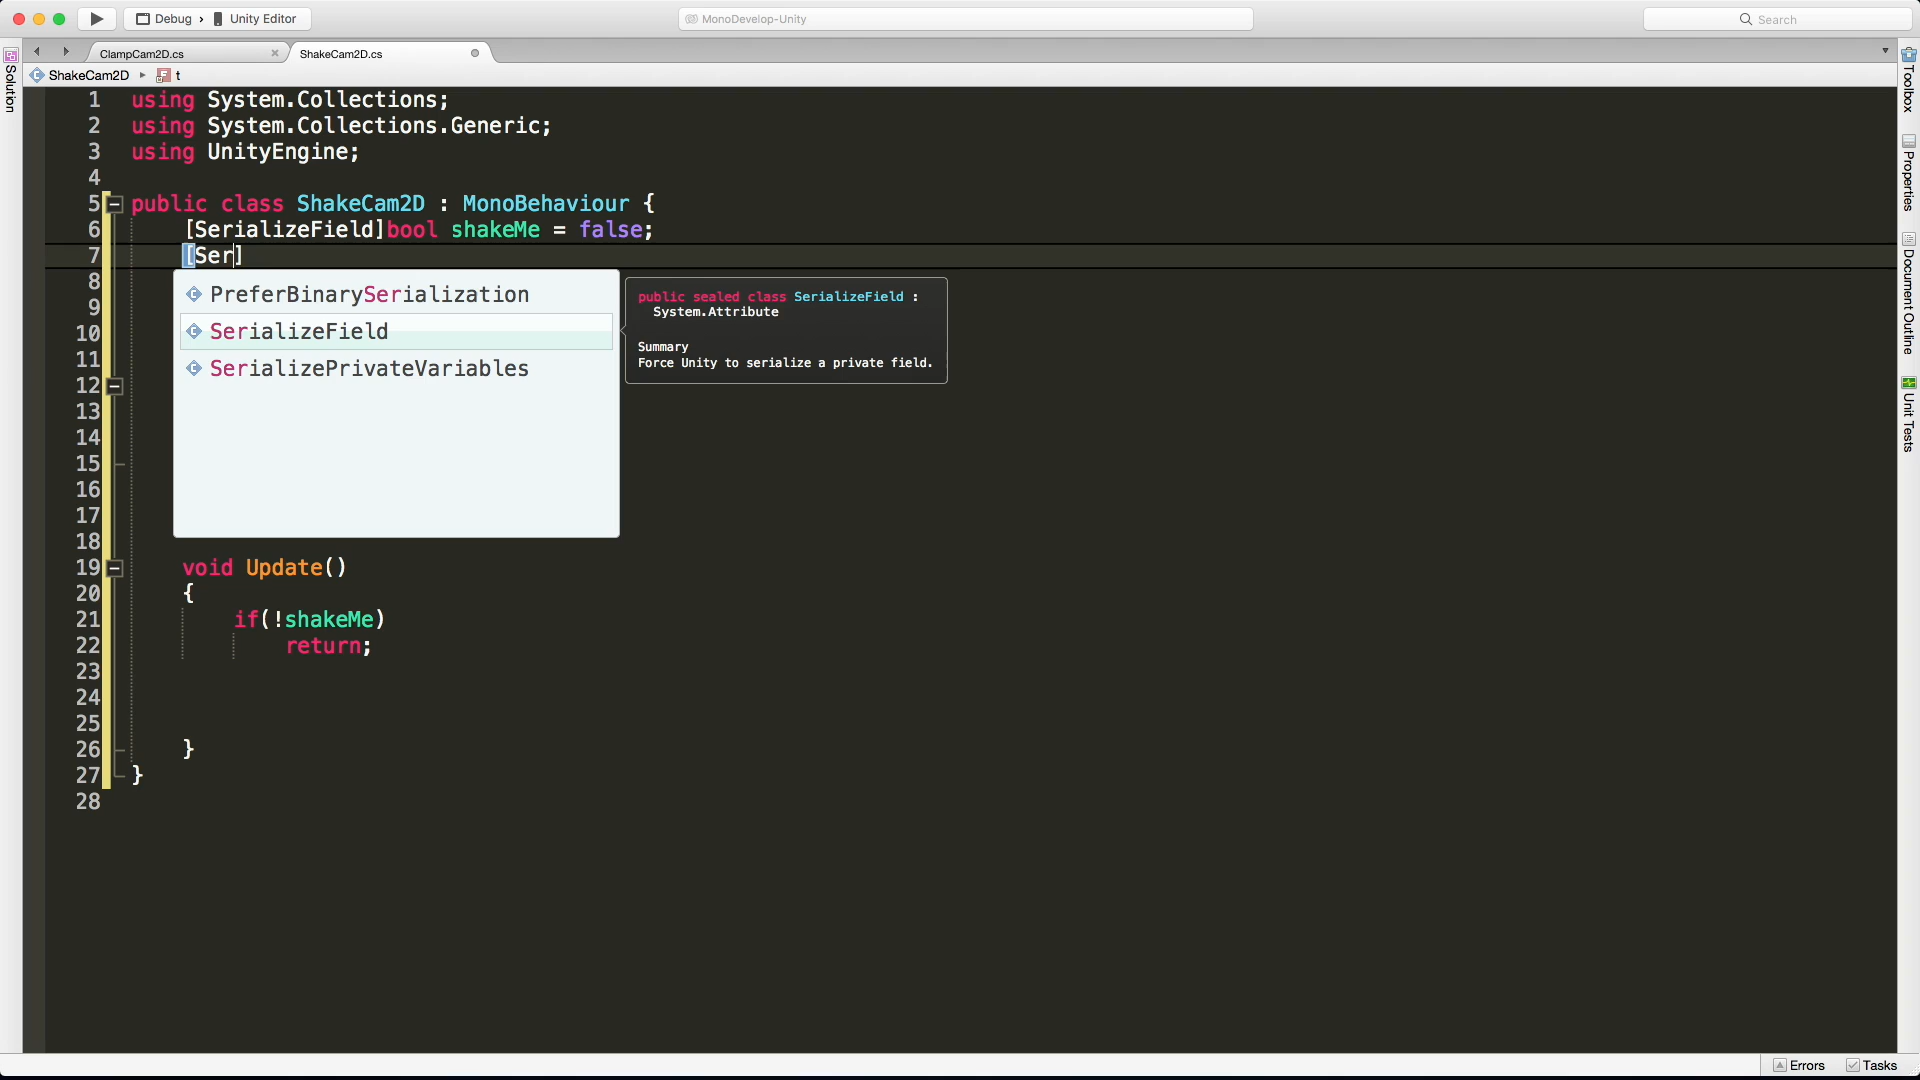 Debug › Unity Editor
MonoDevelop-Unity
Search
Solution
ClampCam2D.cs
ShakeCam2D.cs
ShakeCam2D
t
1 using System.Collections;
2 using System.Collections.Generic;
3 using UnityEngine;
4
5 public class ShakeCam2D : MonoBehaviour {
6 [SerializeField]bool shakeMe = false;
7 [Ser]
8
9
10
11
12
13
14
15
16
17
18
PreferBinarySerialization
SerializeField
SerializePrivateVariables
public sealed class SerializeField :
System.Attribute
Summary
Force Unity to serialize a private field.
19 void Update()
20 {
21 if(!shakeMe)
22 return;
23
24
25
26 }
27 }
28
Toolbox
Properties
Document Outline
Unit Tests
Errors
Tasks